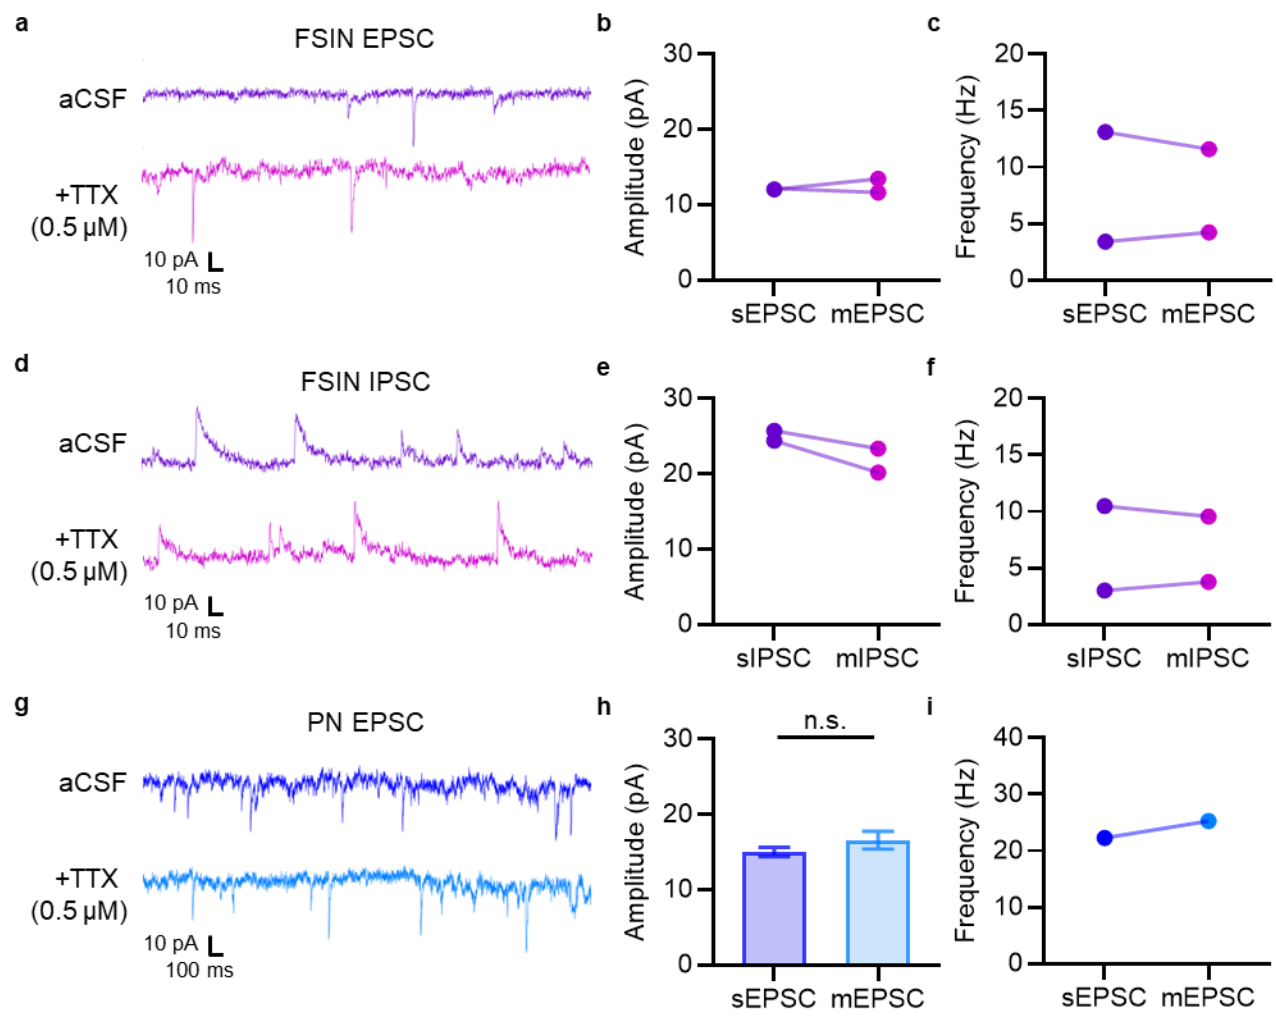 a
FSIN EPSC
aCSF
+TTX
(0.5 µM)
10 pA
10 ms
b
Amplitude (pA)
30
20
10
0
sEPSC mEPSC
c
Frequency (Hz)
20
15
10
5
0
sEPSC mEPSC
d
FSIN IPSC
aCSF
+TTX
(0.5 µM)
10 pA
10 ms
e
Amplitude (pA)
30
20
10
0
sIPSC mIPSC
f
Frequency (Hz)
20
15
10
5
0
sIPSC mIPSC
g
PN EPSC
aCSF
+TTX
(0.5 µM)
10 pA
100 ms
h
n.s.
Amplitude (pA)
30
20
10
0
sEPSC mEPSC
i
Frequency (Hz)
40
30
20
10
0
sEPSC mEPSC